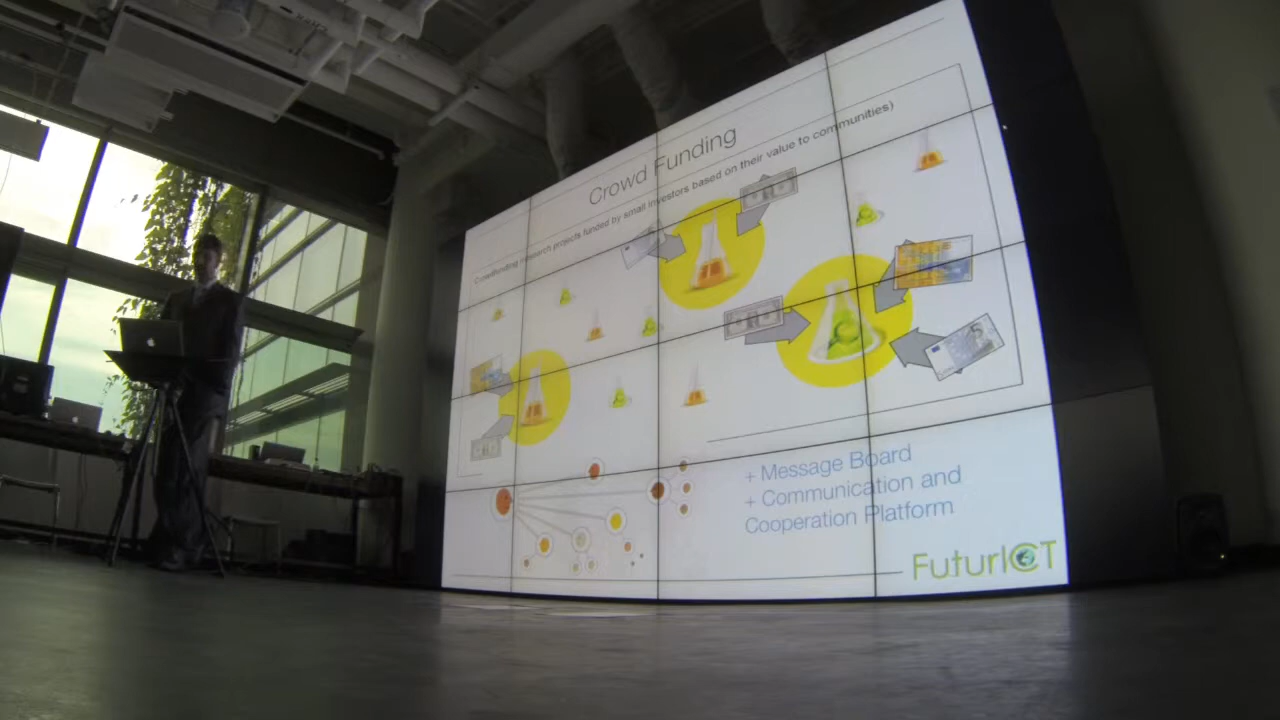 Crowd Funding
Crowdfunding (research projects funded by small investors based on their value to communities)
+ Message Board
+ Communication and
Cooperation Platform
FuturICT